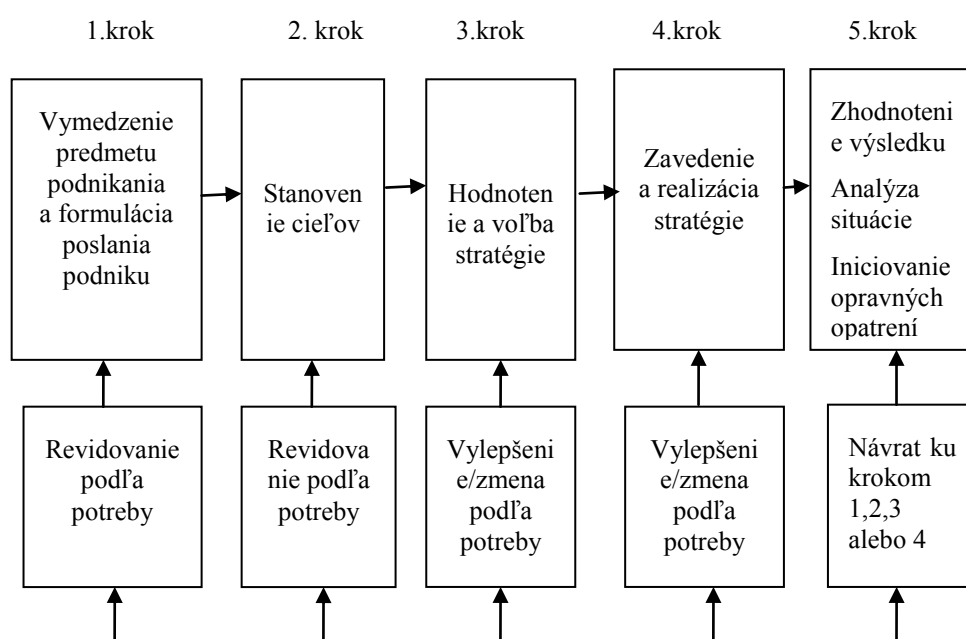 1.krok
2. krok
3.krok
4.krok
5.krok
Vymedzenie
predmetu
podnikania
a formulácia
poslania
podniku
Stanoven
ie cieľov
Hodnoten
ie a voľba
stratégie
Zavedenie
a realizácia
stratégie
Zhodnoteni
e výsledku
Analýza
situácie
Iniciovanie
opravných
opatrení
Revidovanie
podľa
potreby
Revidova
nie podľa
potreby
Vylepšeni
e/zmena
podľa
potreby
Vylepšeni
e/zmena
podľa
potreby
Návrat ku
krokom
1,2,3
alebo 4